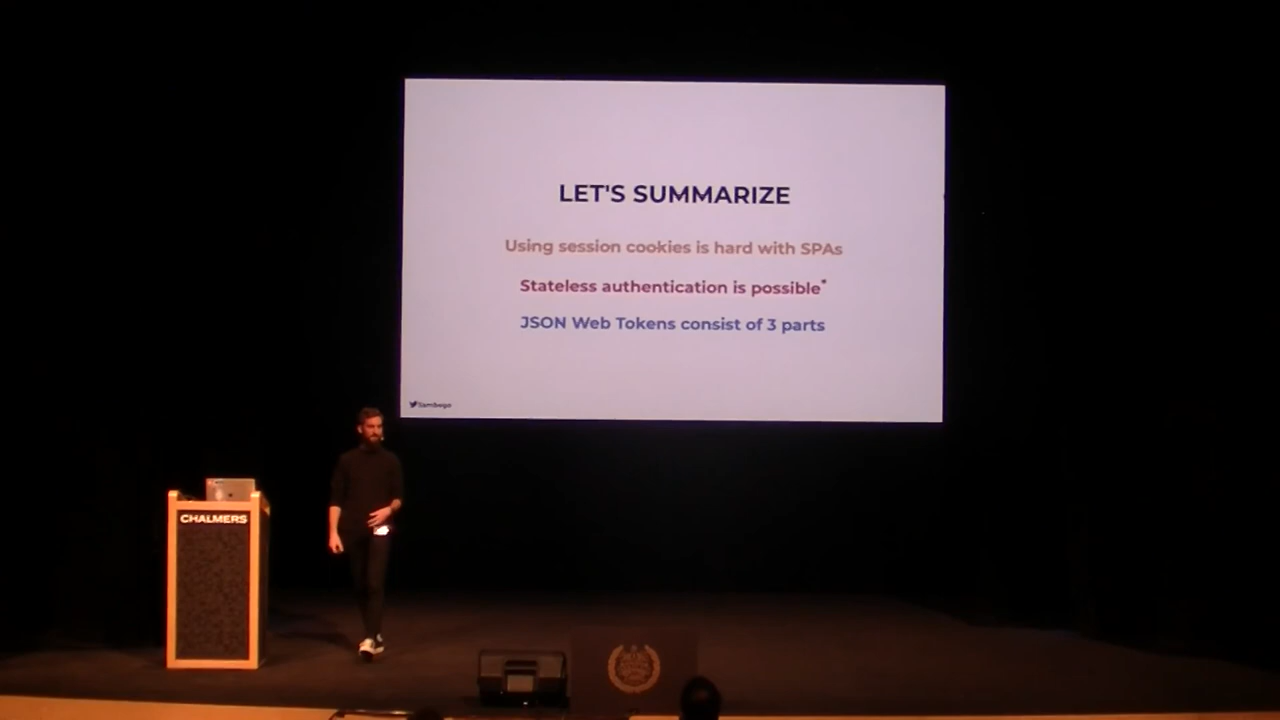 LET'S SUMMARIZE
Using session cookies is hard with SPAs
Stateless authentication is possible*
JSON Web Tokens consist of 3 parts
CHALMERS